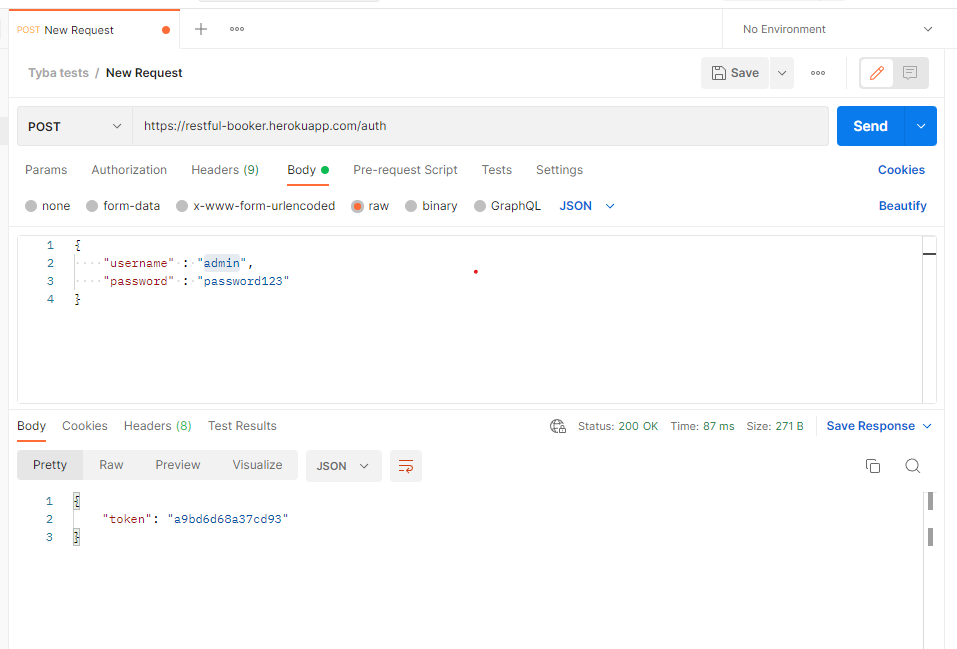 POST New Request
No Environment
Tyba tests / New Request
Save
POST
https://restful-booker.herokuapp.com/auth
Send
Params Authorization Headers (9) Body Pre-request Script Tests Settings Cookies
none form-data x-www-form-urlencoded raw binary GraphQL JSON Beautify
1 {
2 "username" : "admin",
3 "password" : "password123"
4 }
Body Cookies Headers (8) Test Results Status: 200 OK Time: 87 ms Size: 271 B Save Response
Pretty Raw Preview Visualize JSON
1 {
2 "token": "a9bd6d68a37cd93"
3 }